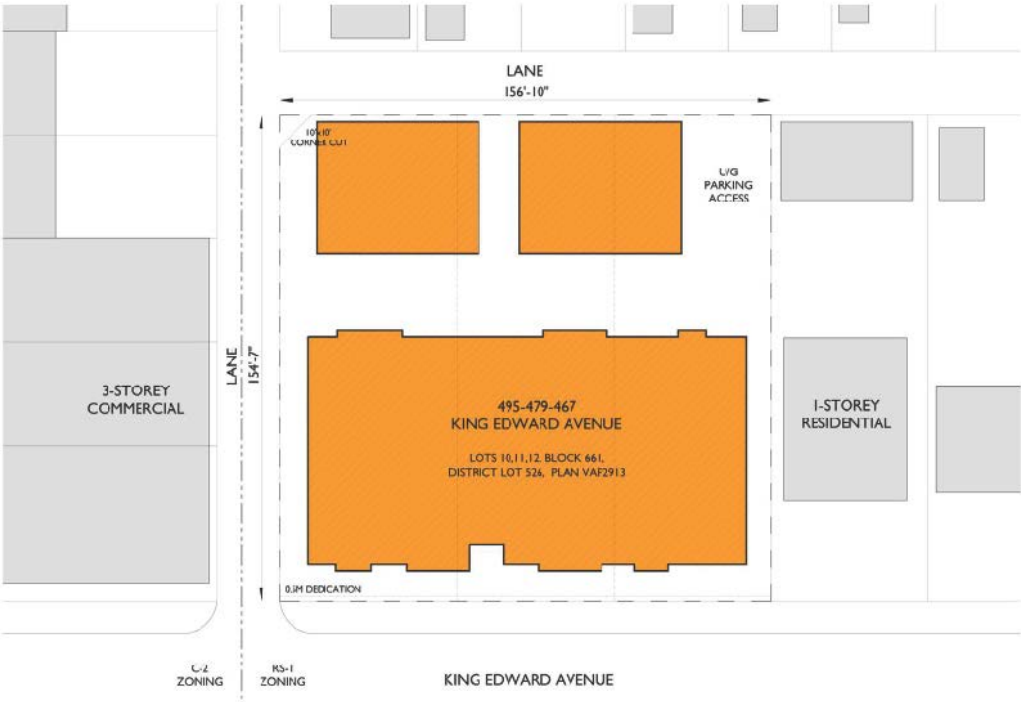 LANE
156'-10"
10'x10'
CORNER CUT
U/G
PARKING
ACCESS
LANE
154'-7"
3-STOREY
COMMERCIAL
495-479-467
KING EDWARD AVENUE
LOTS 10,11,12, BLOCK 661,
DISTRICT LOT 526, PLAN VAF2913
1-STOREY
RESIDENTIAL
DEDICATION
C-2
ZONING
RS-1
ZONING
KING EDWARD AVENUE